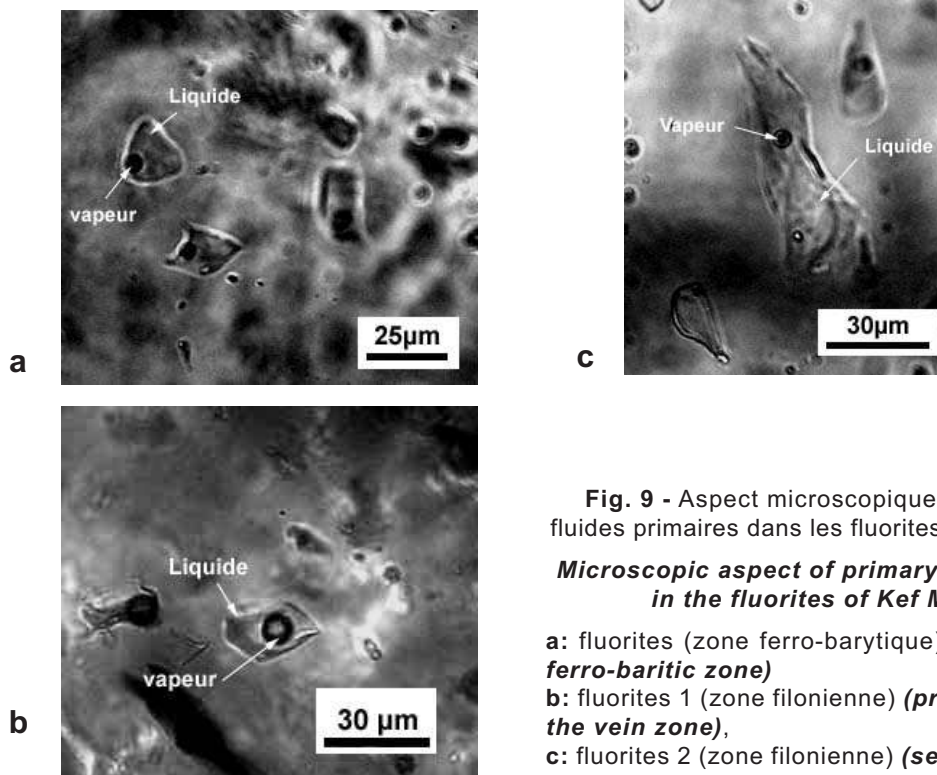 Liquide
vapeur
25µm
a
Vapeur
Liquide
30µm
c
Liquide
vapeur
30 µm
b
Fig. 9 - Aspect microscopique
fluides primaires dans les fluorites
Microscopic aspect of primary
in the fluorites of Kef M
a: fluorites (zone ferro-barytique)
ferro-baritic zone)
b: fluorites 1 (zone filonienne) (pr
the vein zone),
c: fluorites 2 (zone filonienne) (se